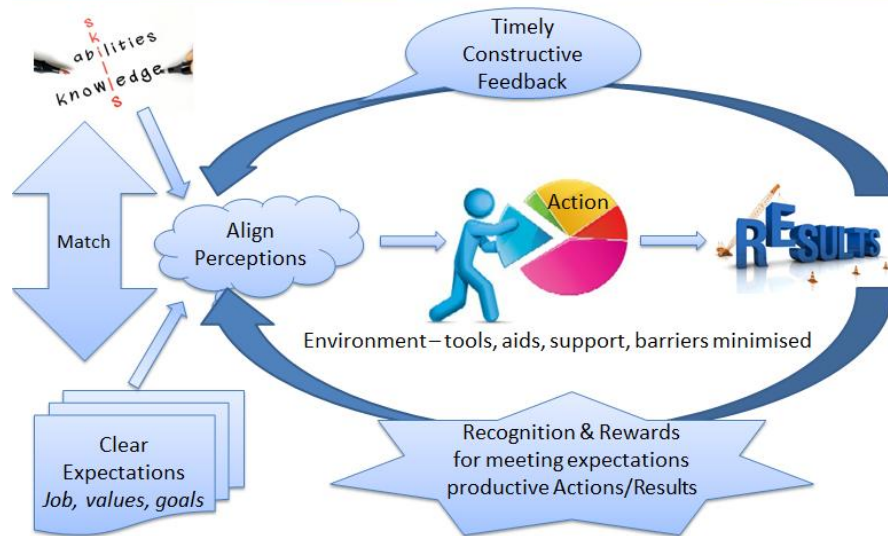 skills
abilities
knowledge
Timely
Constructive
Feedback
Match
Align
Perceptions
Action
RESULTS
Environment – tools, aids, support, barriers minimised
Clear
Expectations
Job, values, goals
Recognition & Rewards
for meeting expectations
productive Actions/Results